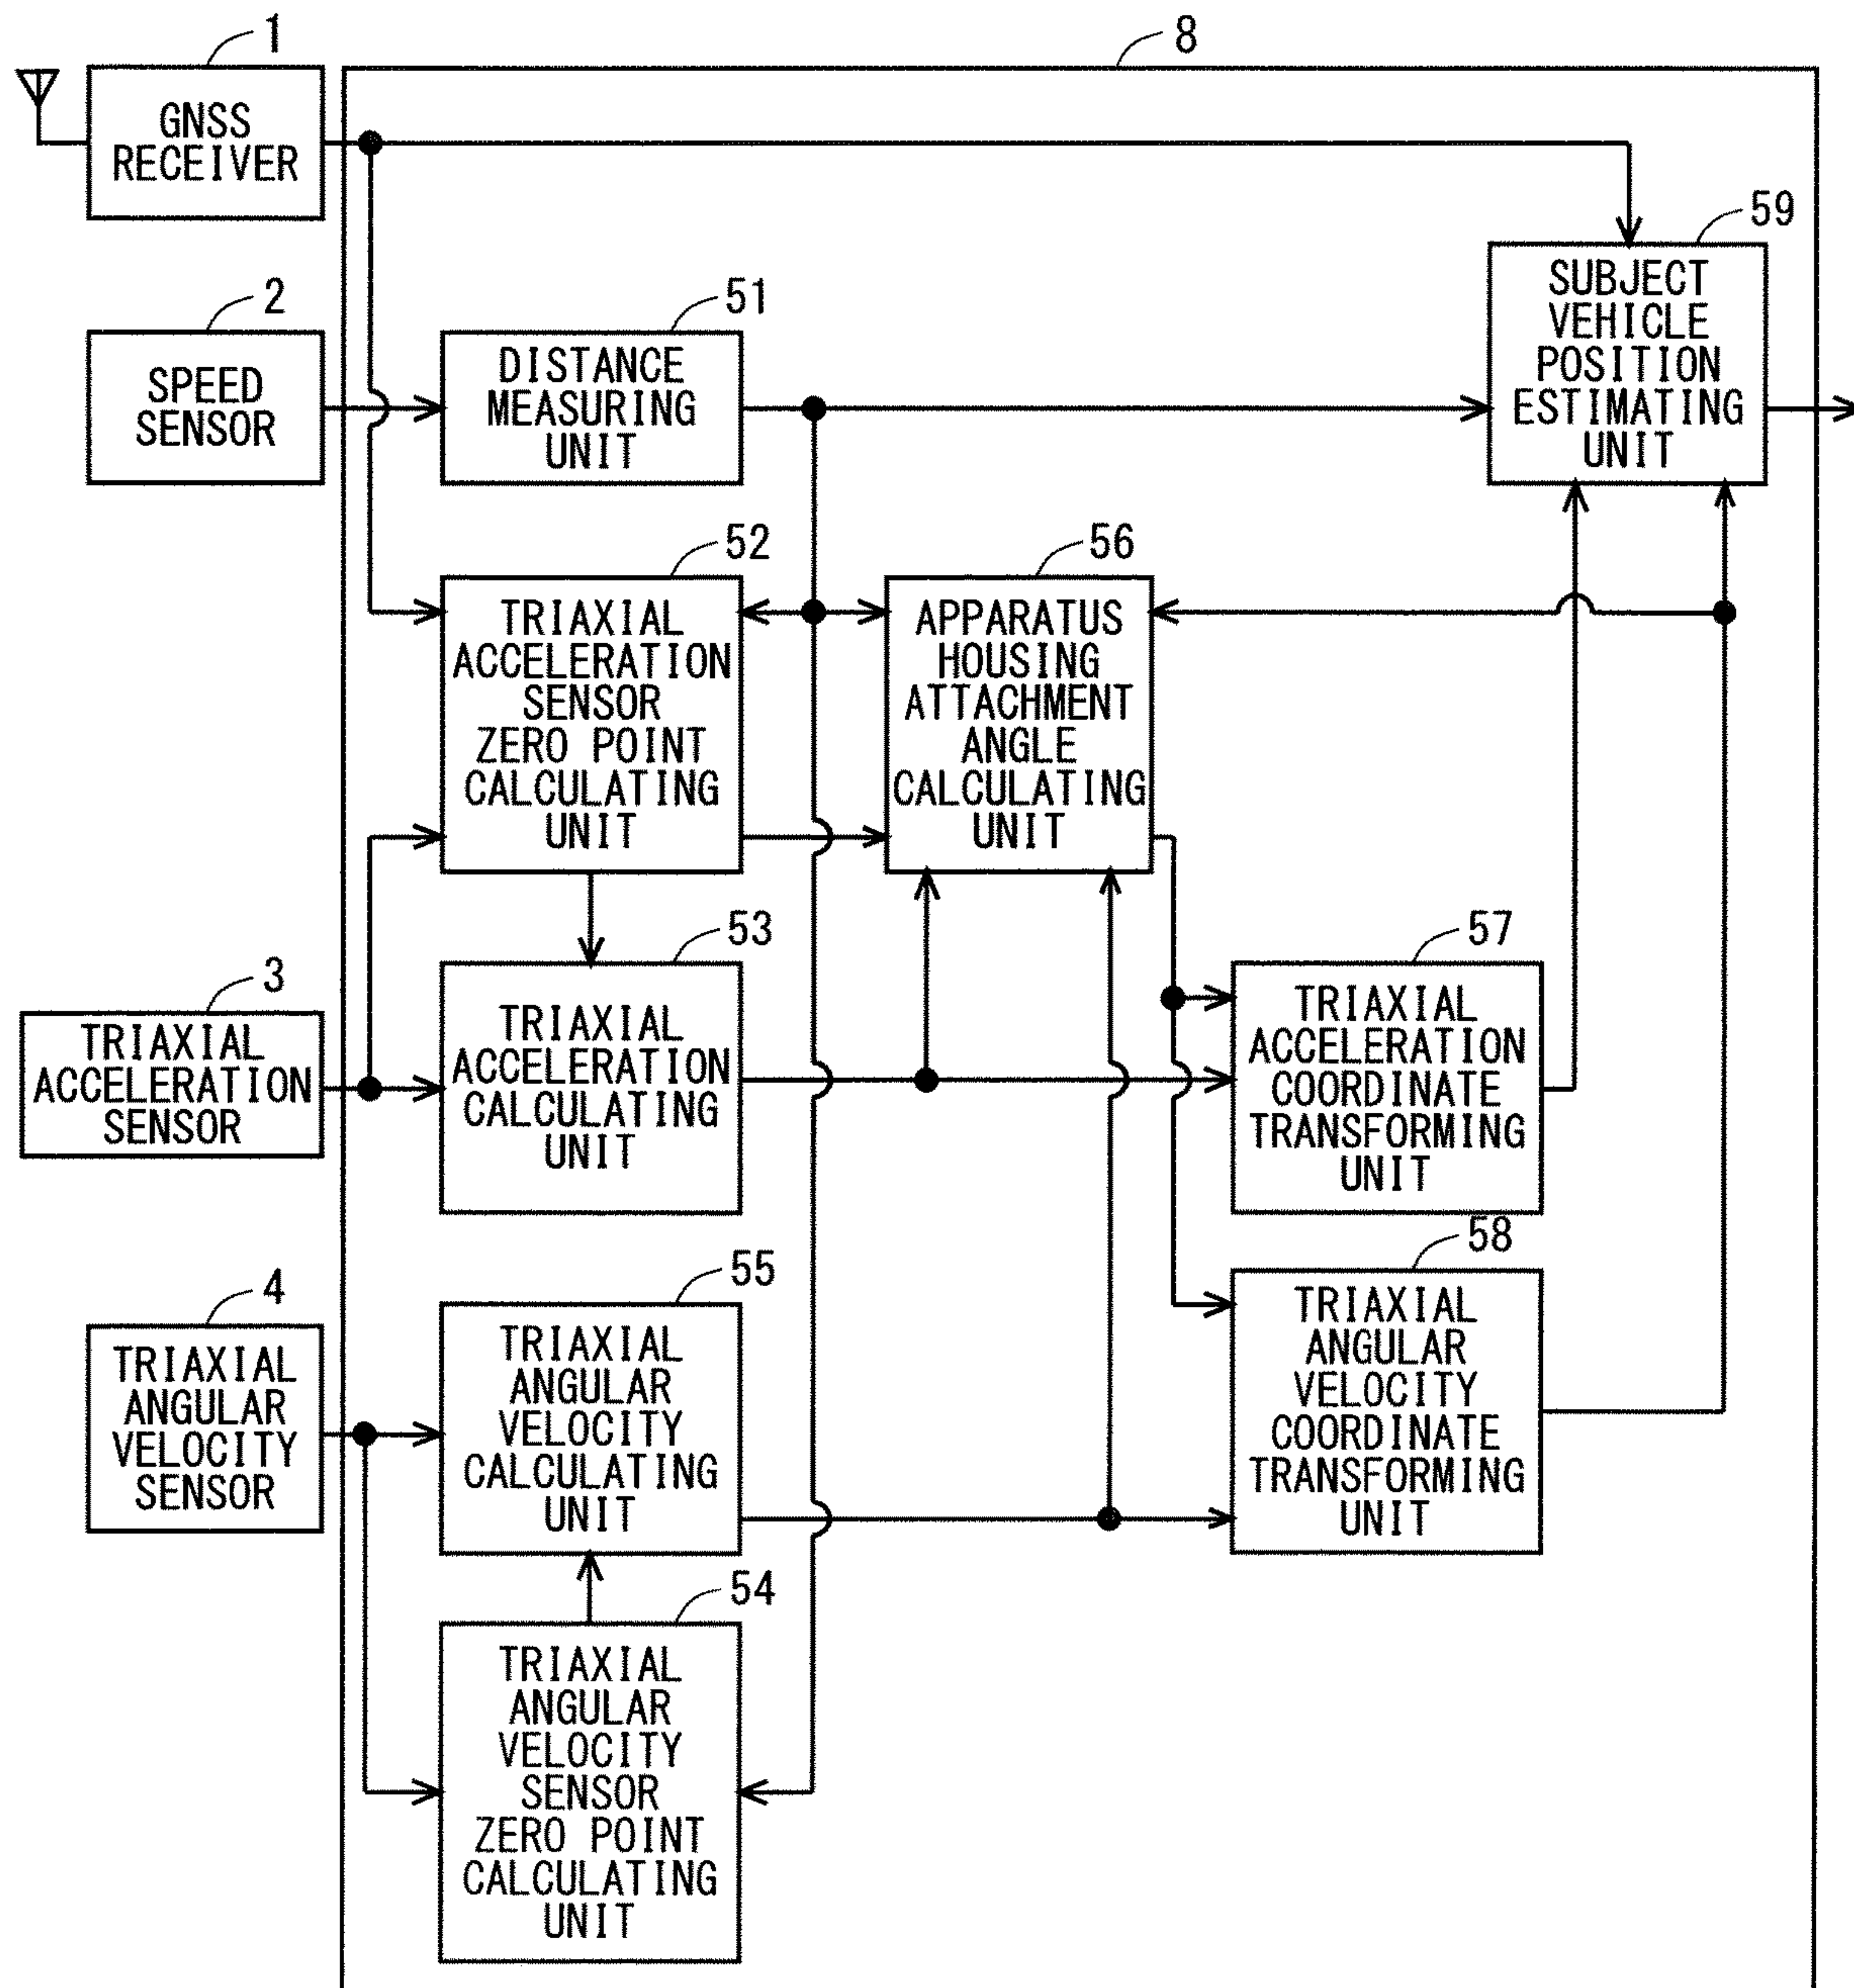 1
8
GNSS
RECEIVER
59
SUBJECT
VEHICLE
POSITION
ESTIMATING
UNIT
2
SPEED
SENSOR
51
DISTANCE
MEASURING
UNIT
52
TRIAXIAL
ACCELERATION
SENSOR
ZERO POINT
CALCULATING
UNIT
56
APPARATUS
HOUSING
ATTACHMENT
ANGLE
CALCULATING
UNIT
3
TRIAXIAL
ACCELERATION
SENSOR
53
TRIAXIAL
ACCELERATION
CALCULATING
UNIT
57
TRIAXIAL
ACCELERATION
COORDINATE
TRANSFORMING
UNIT
4
TRIAXIAL
ANGULAR
VELOCITY
SENSOR
55
TRIAXIAL
ANGULAR
VELOCITY
CALCULATING
UNIT
58
TRIAXIAL
ANGULAR
VELOCITY
COORDINATE
TRANSFORMING
UNIT
54
TRIAXIAL
ANGULAR
VELOCITY
SENSOR
ZERO POINT
CALCULATING
UNIT